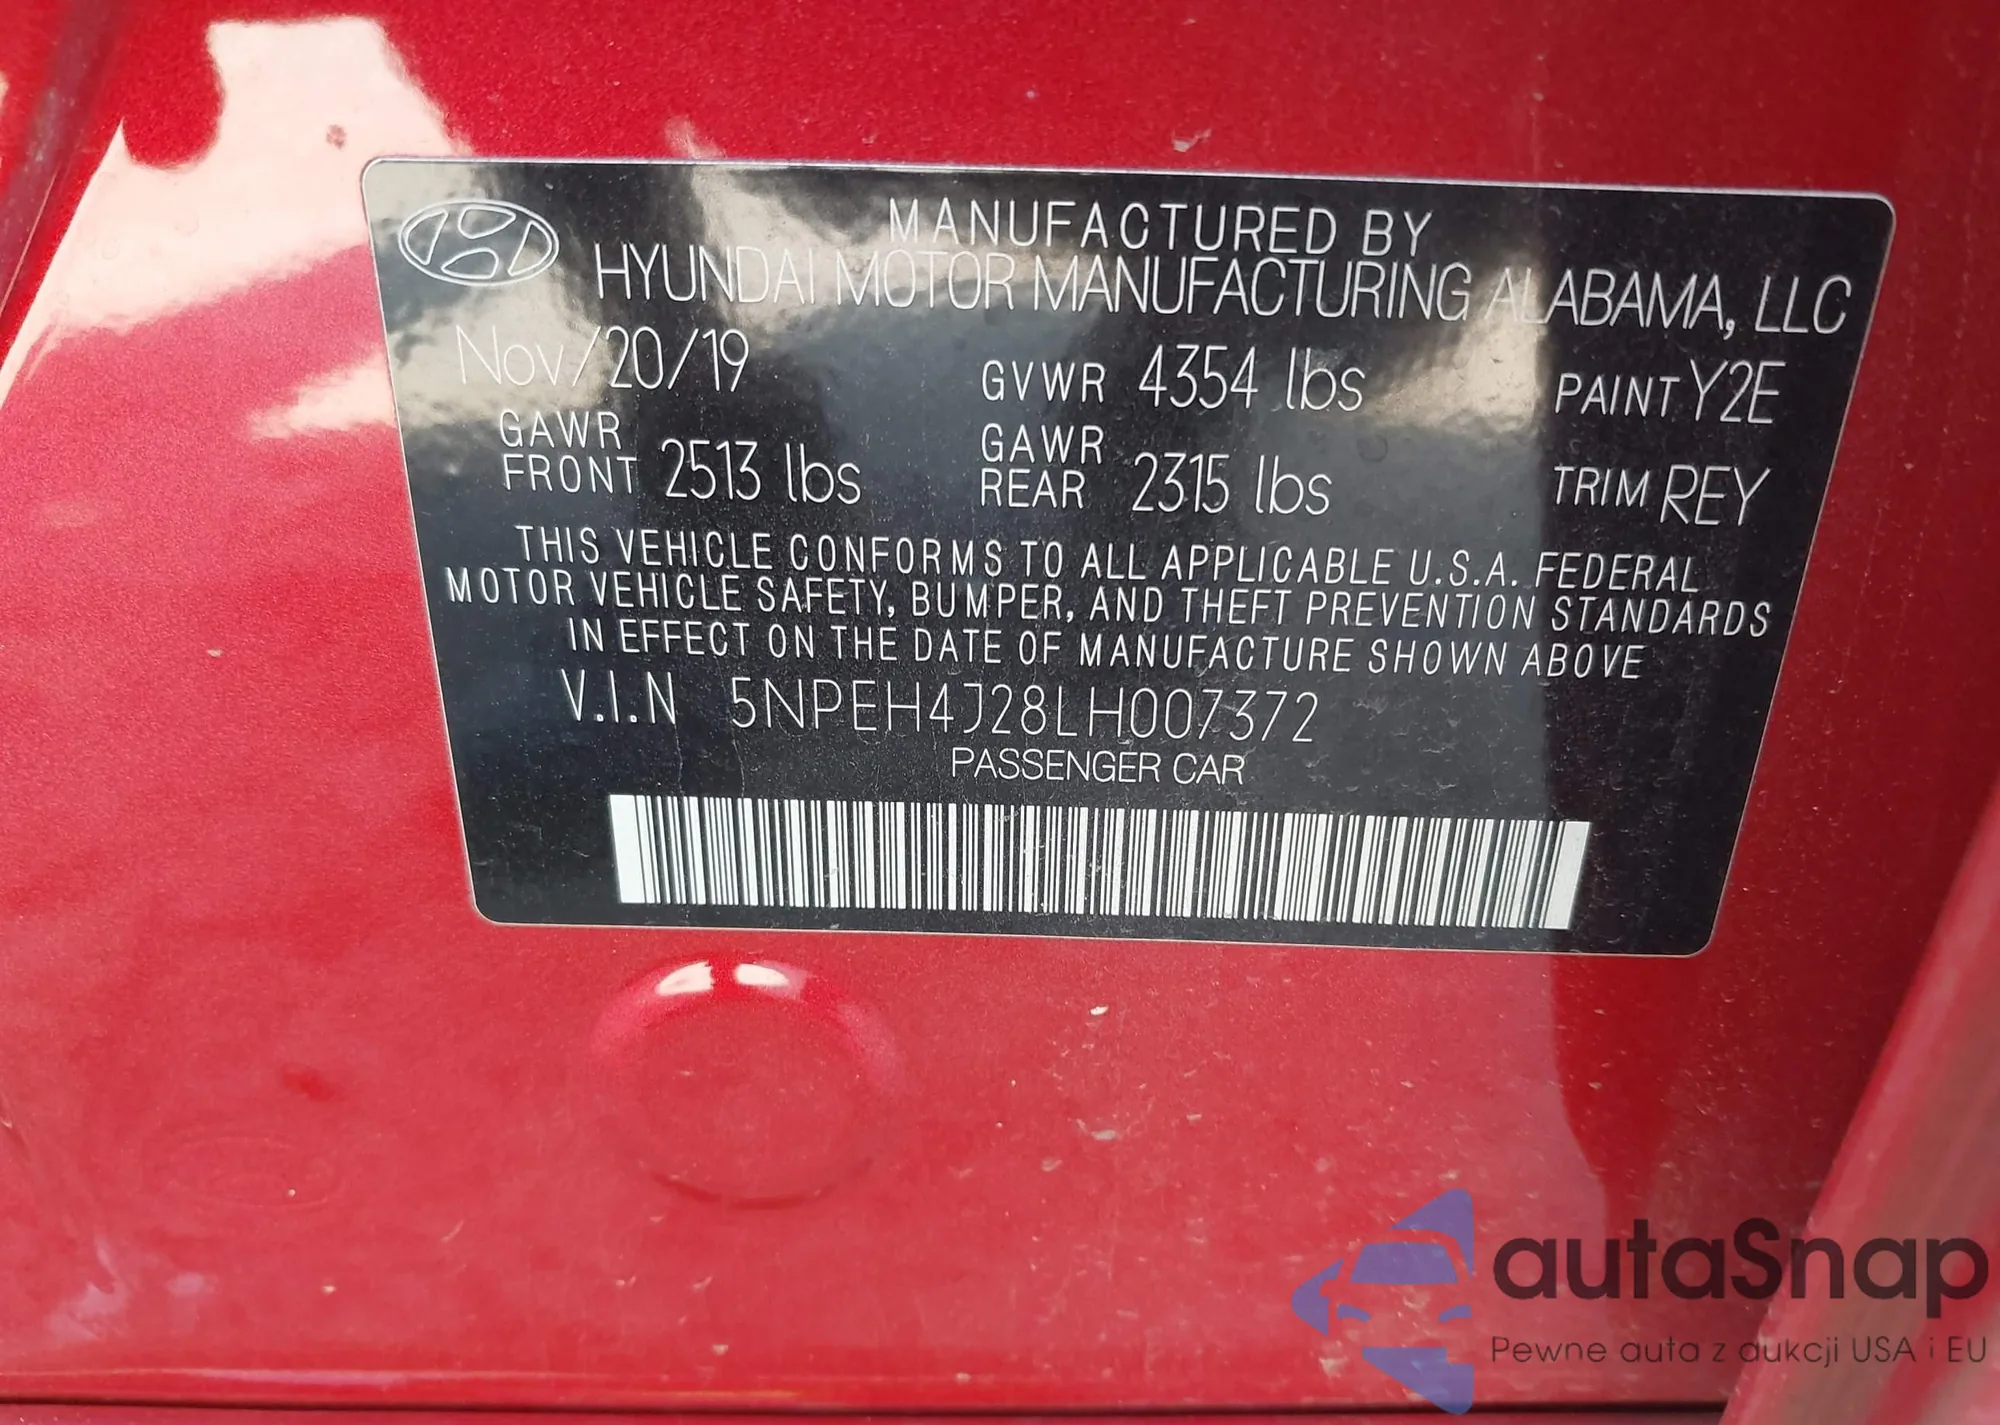 MANUFACTURED BY
HYUNDAI MOTOR MANUFACTURING ALABAMA, LLC
Nov/20/19 GVWR 4354 lbs PAINT Y2E
GAWR FRONT 2513 lbs GAWR REAR 2315 lbs TRIM REY
THIS VEHICLE CONFORMS TO ALL APPLICABLE U.S.A. FEDERAL
MOTOR VEHICLE SAFETY, BUMPER, AND THEFT PREVENTION STANDARDS
IN EFFECT ON THE DATE OF MANUFACTURE SHOWN ABOVE
V.I.N 5NPEH4J28LH007372
PASSENGER CAR
autaSnap
Pewne auta z aukcji USA i EU